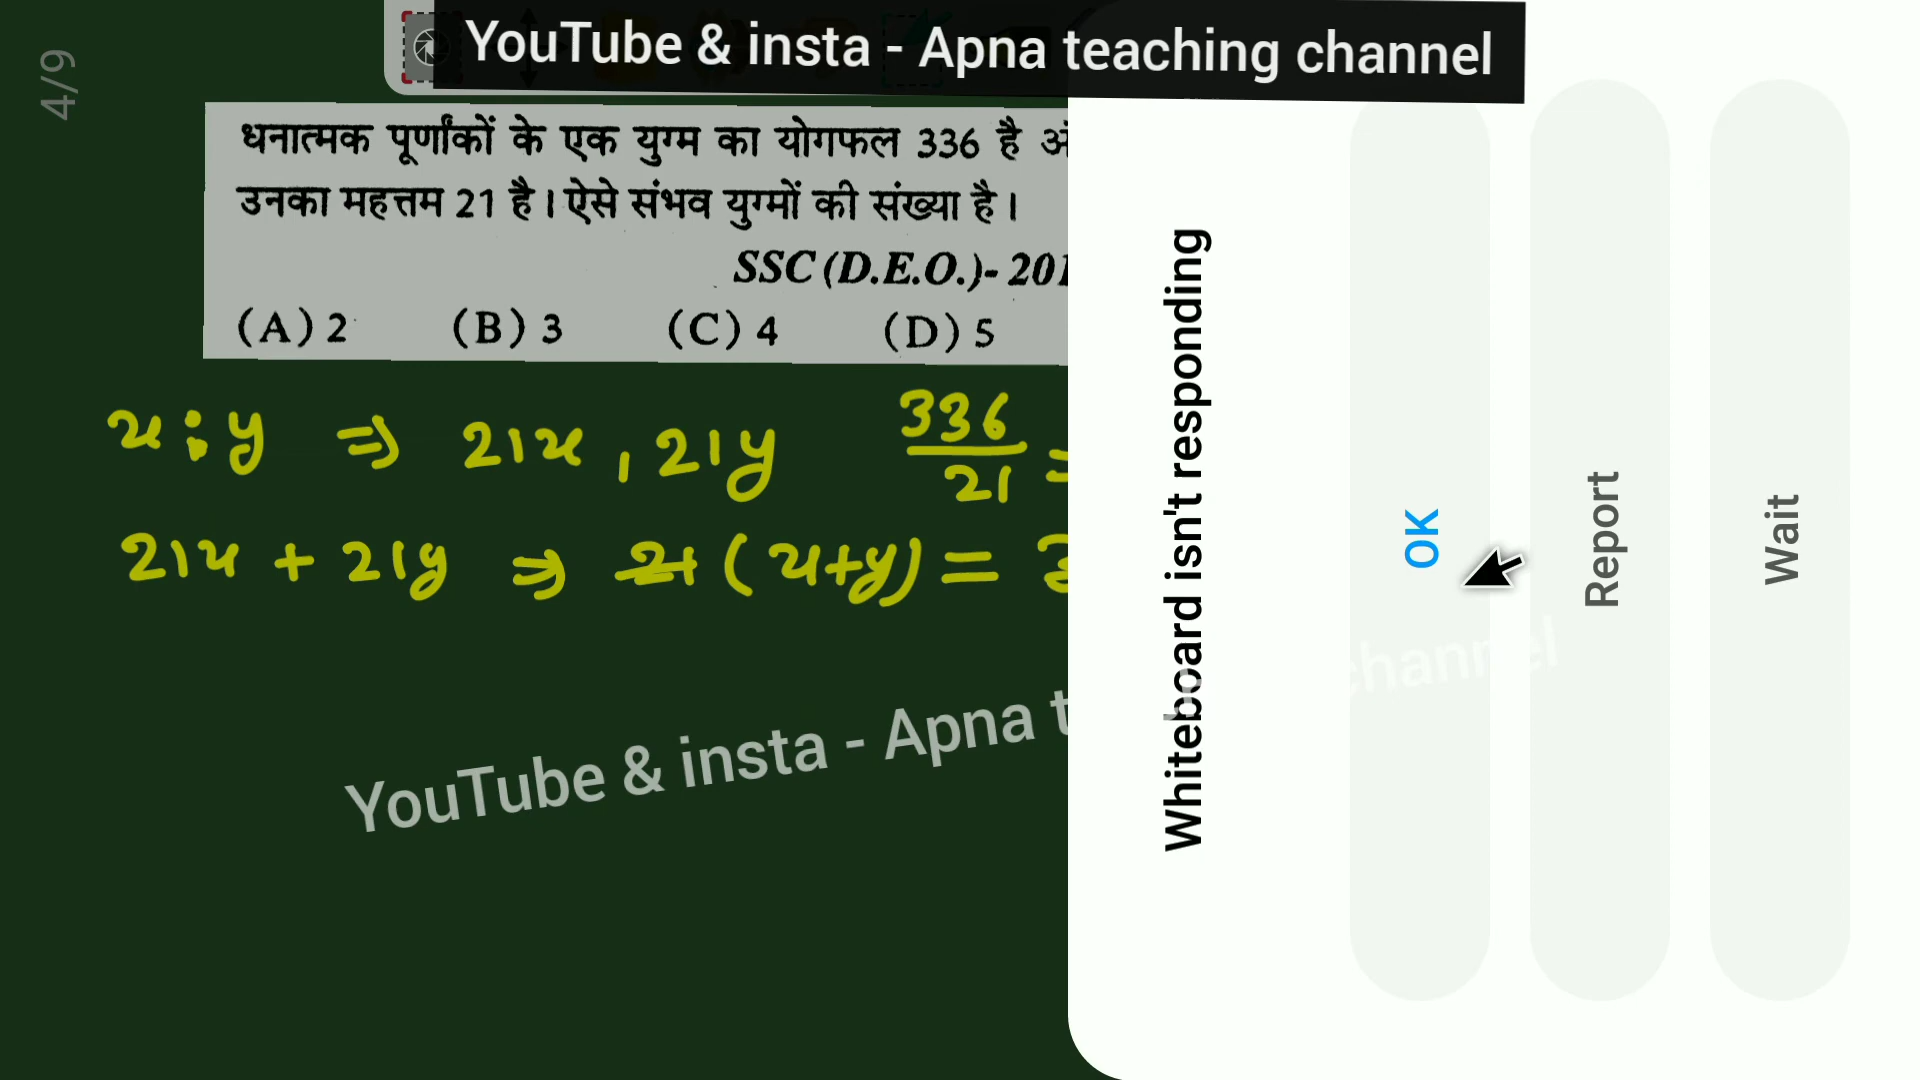 YouTube & insta - Apna teaching channel
4/9
धनात्मक पूर्णांकों के एक युग्म का योगफल 336 है
उनका महत्तम 21 है। ऐसे संभव युग्मों की संख्या है।
SSC (D.E.O.)- 201
(A) 2 (B) 3 (C) 4 (D) 5
x : y ⇒ 21x , 21y 336/21 =
21x + 21y ⇒ 21 (x+y) = 3
YouTube & insta - Apna t channel
Whiteboard isn't responding
OK
Report
Wait